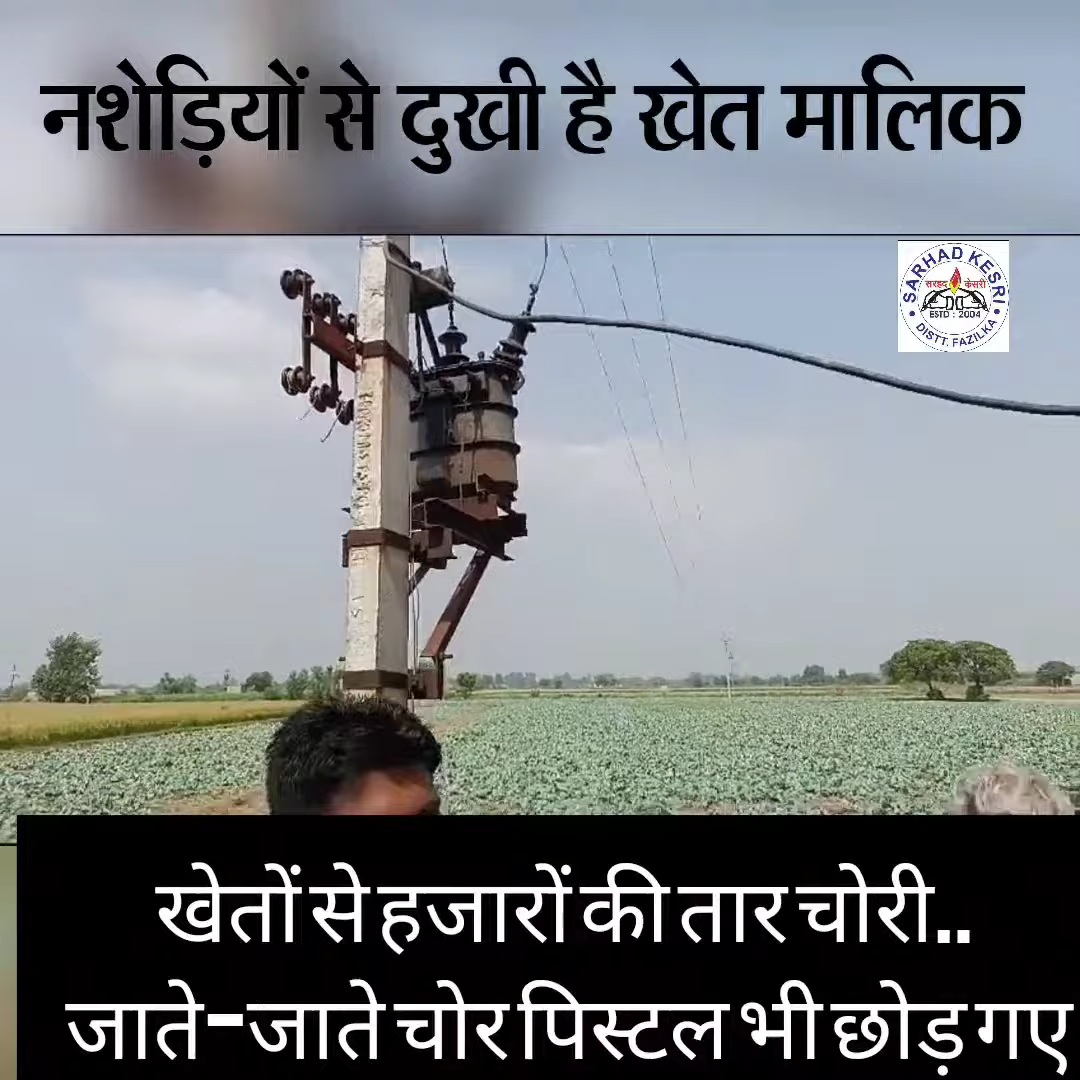 नशेड़ियों से दुखी है खेत मालिक
SARHAD KESRI
सरहद केसरी
ESTD : 2004
DISTT. FAZILKA
खेतों से हजारों की तार चोरी..
जाते-जाते चोर पिस्टल भी छोड़ गए